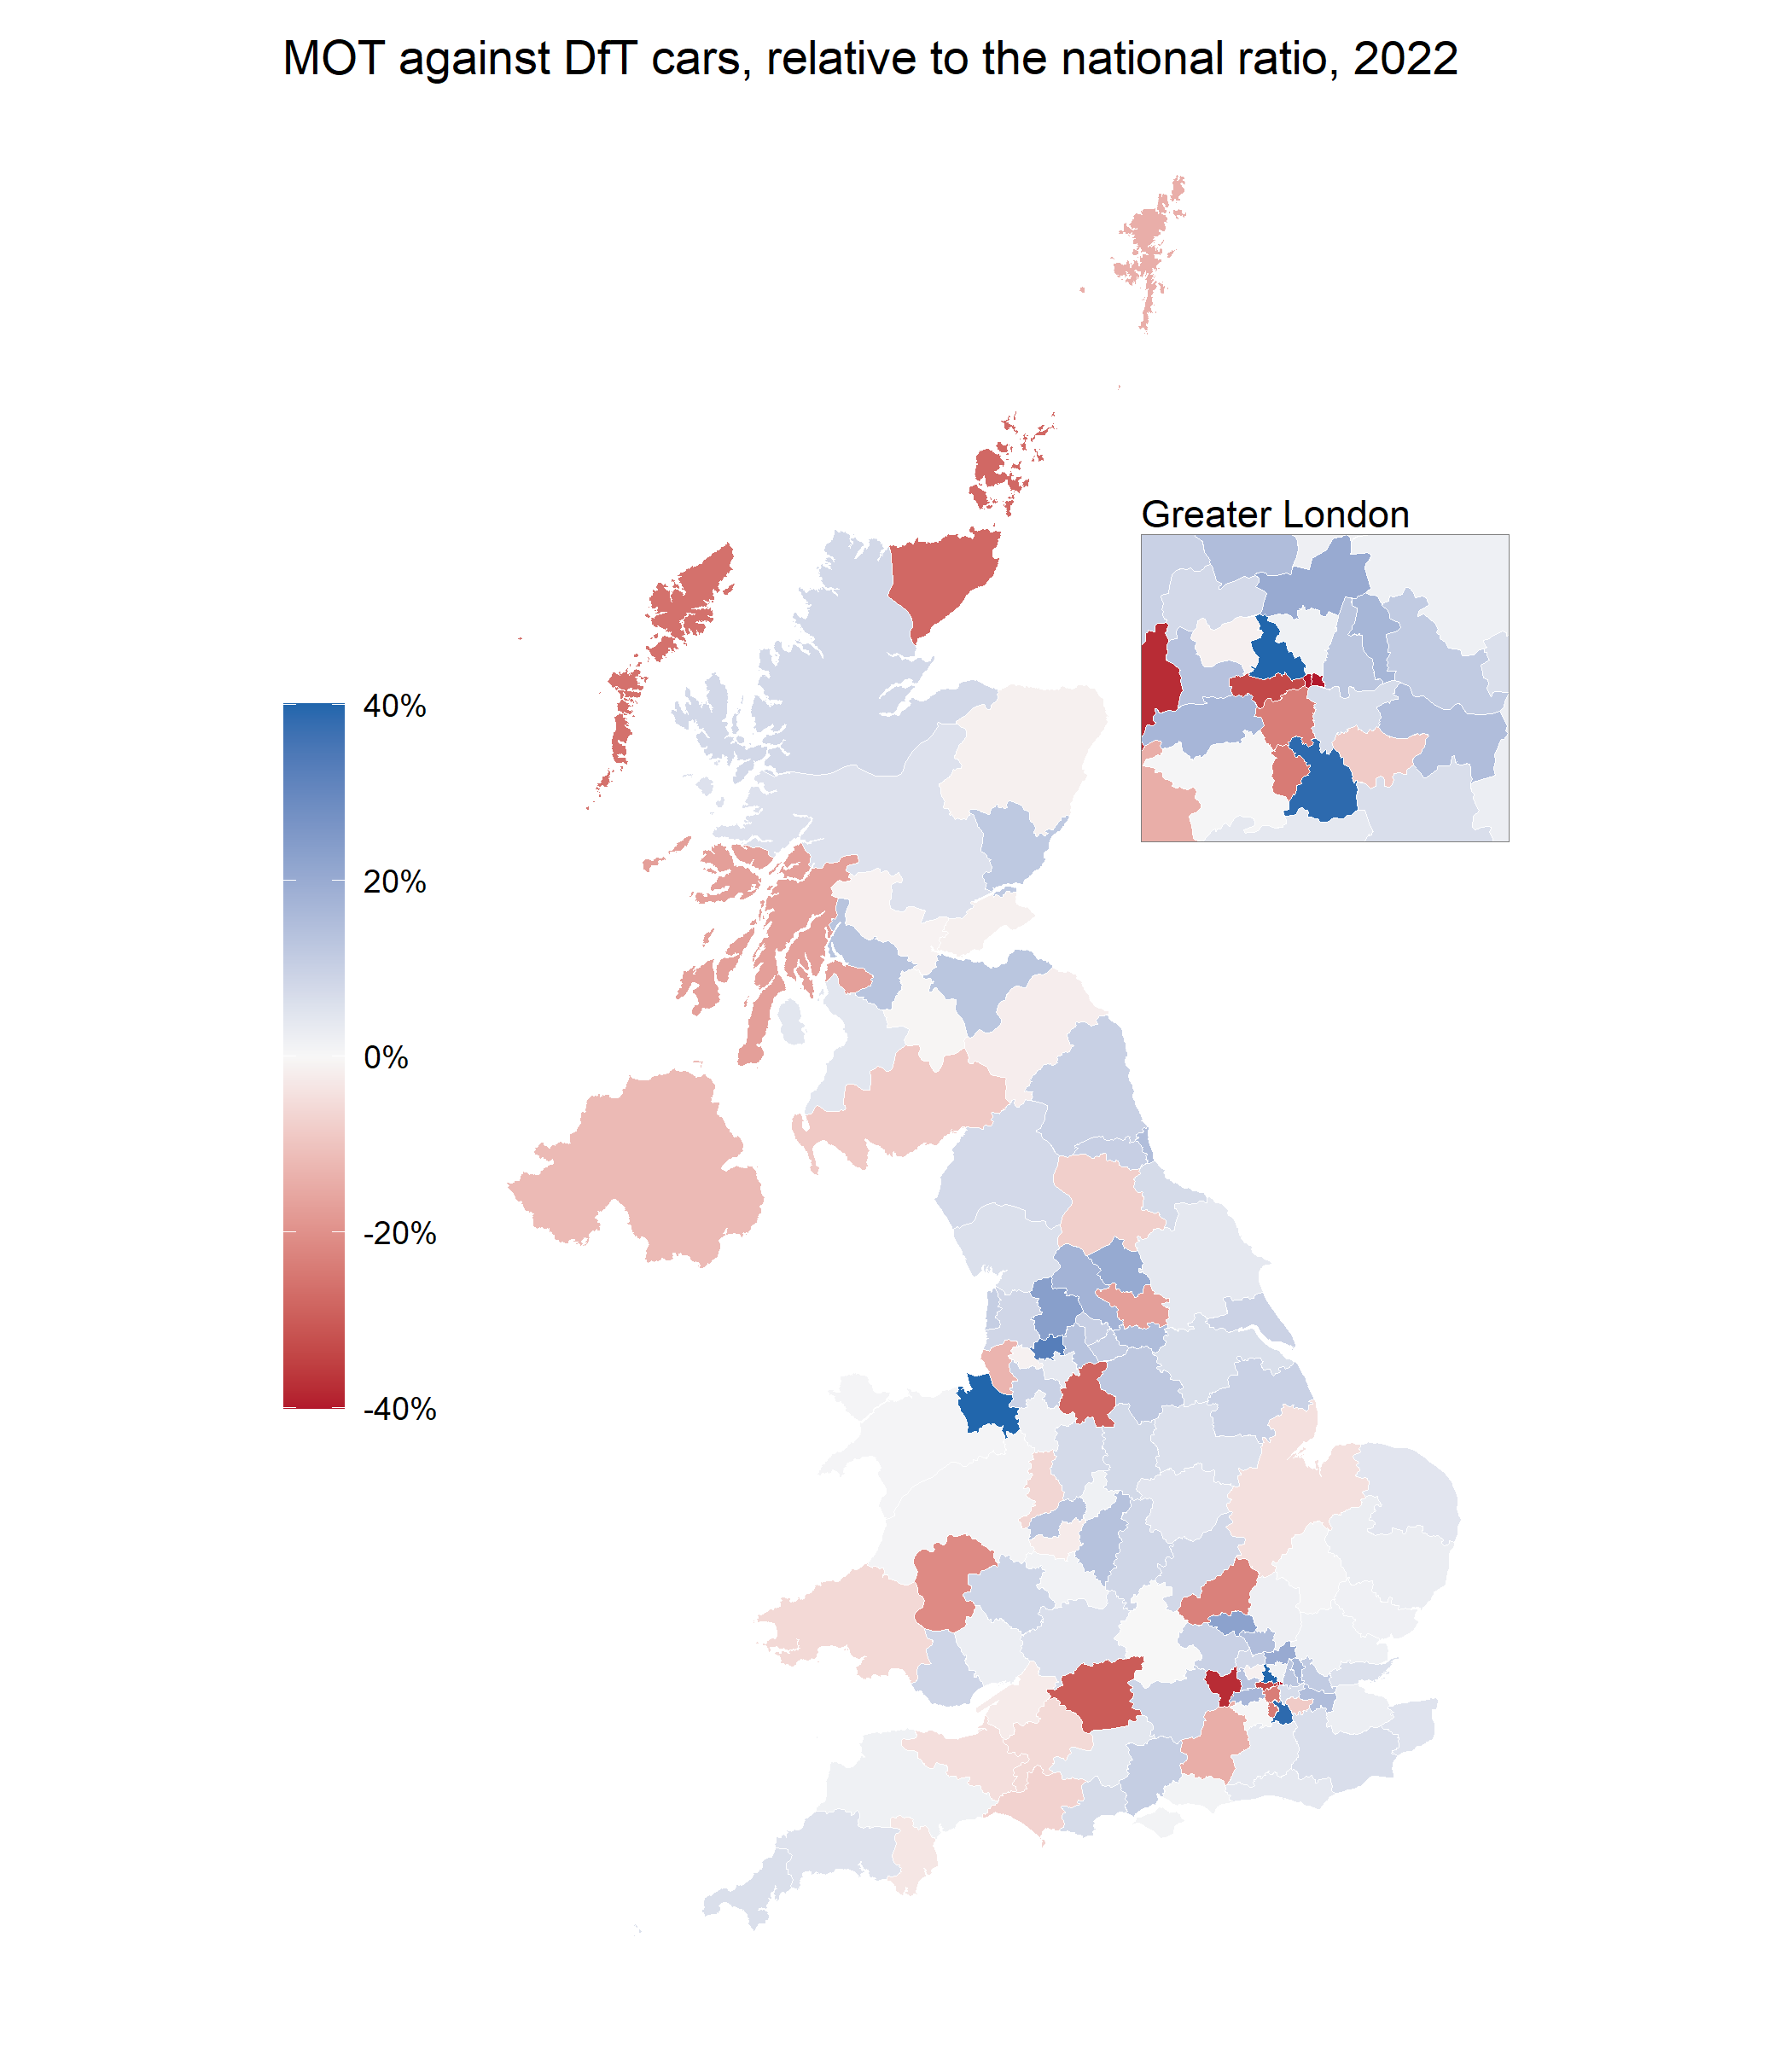 MOT against DfT cars, relative to the national ratio, 2022
Greater London
40%
20%
0%
-20%
-40%